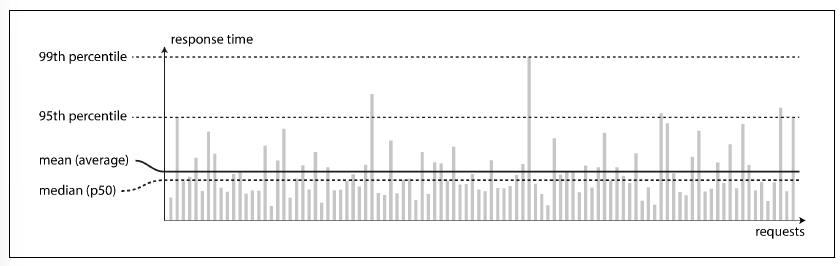 response time
99th percentile
95th percentile
mean (average)
median (p50)
requests